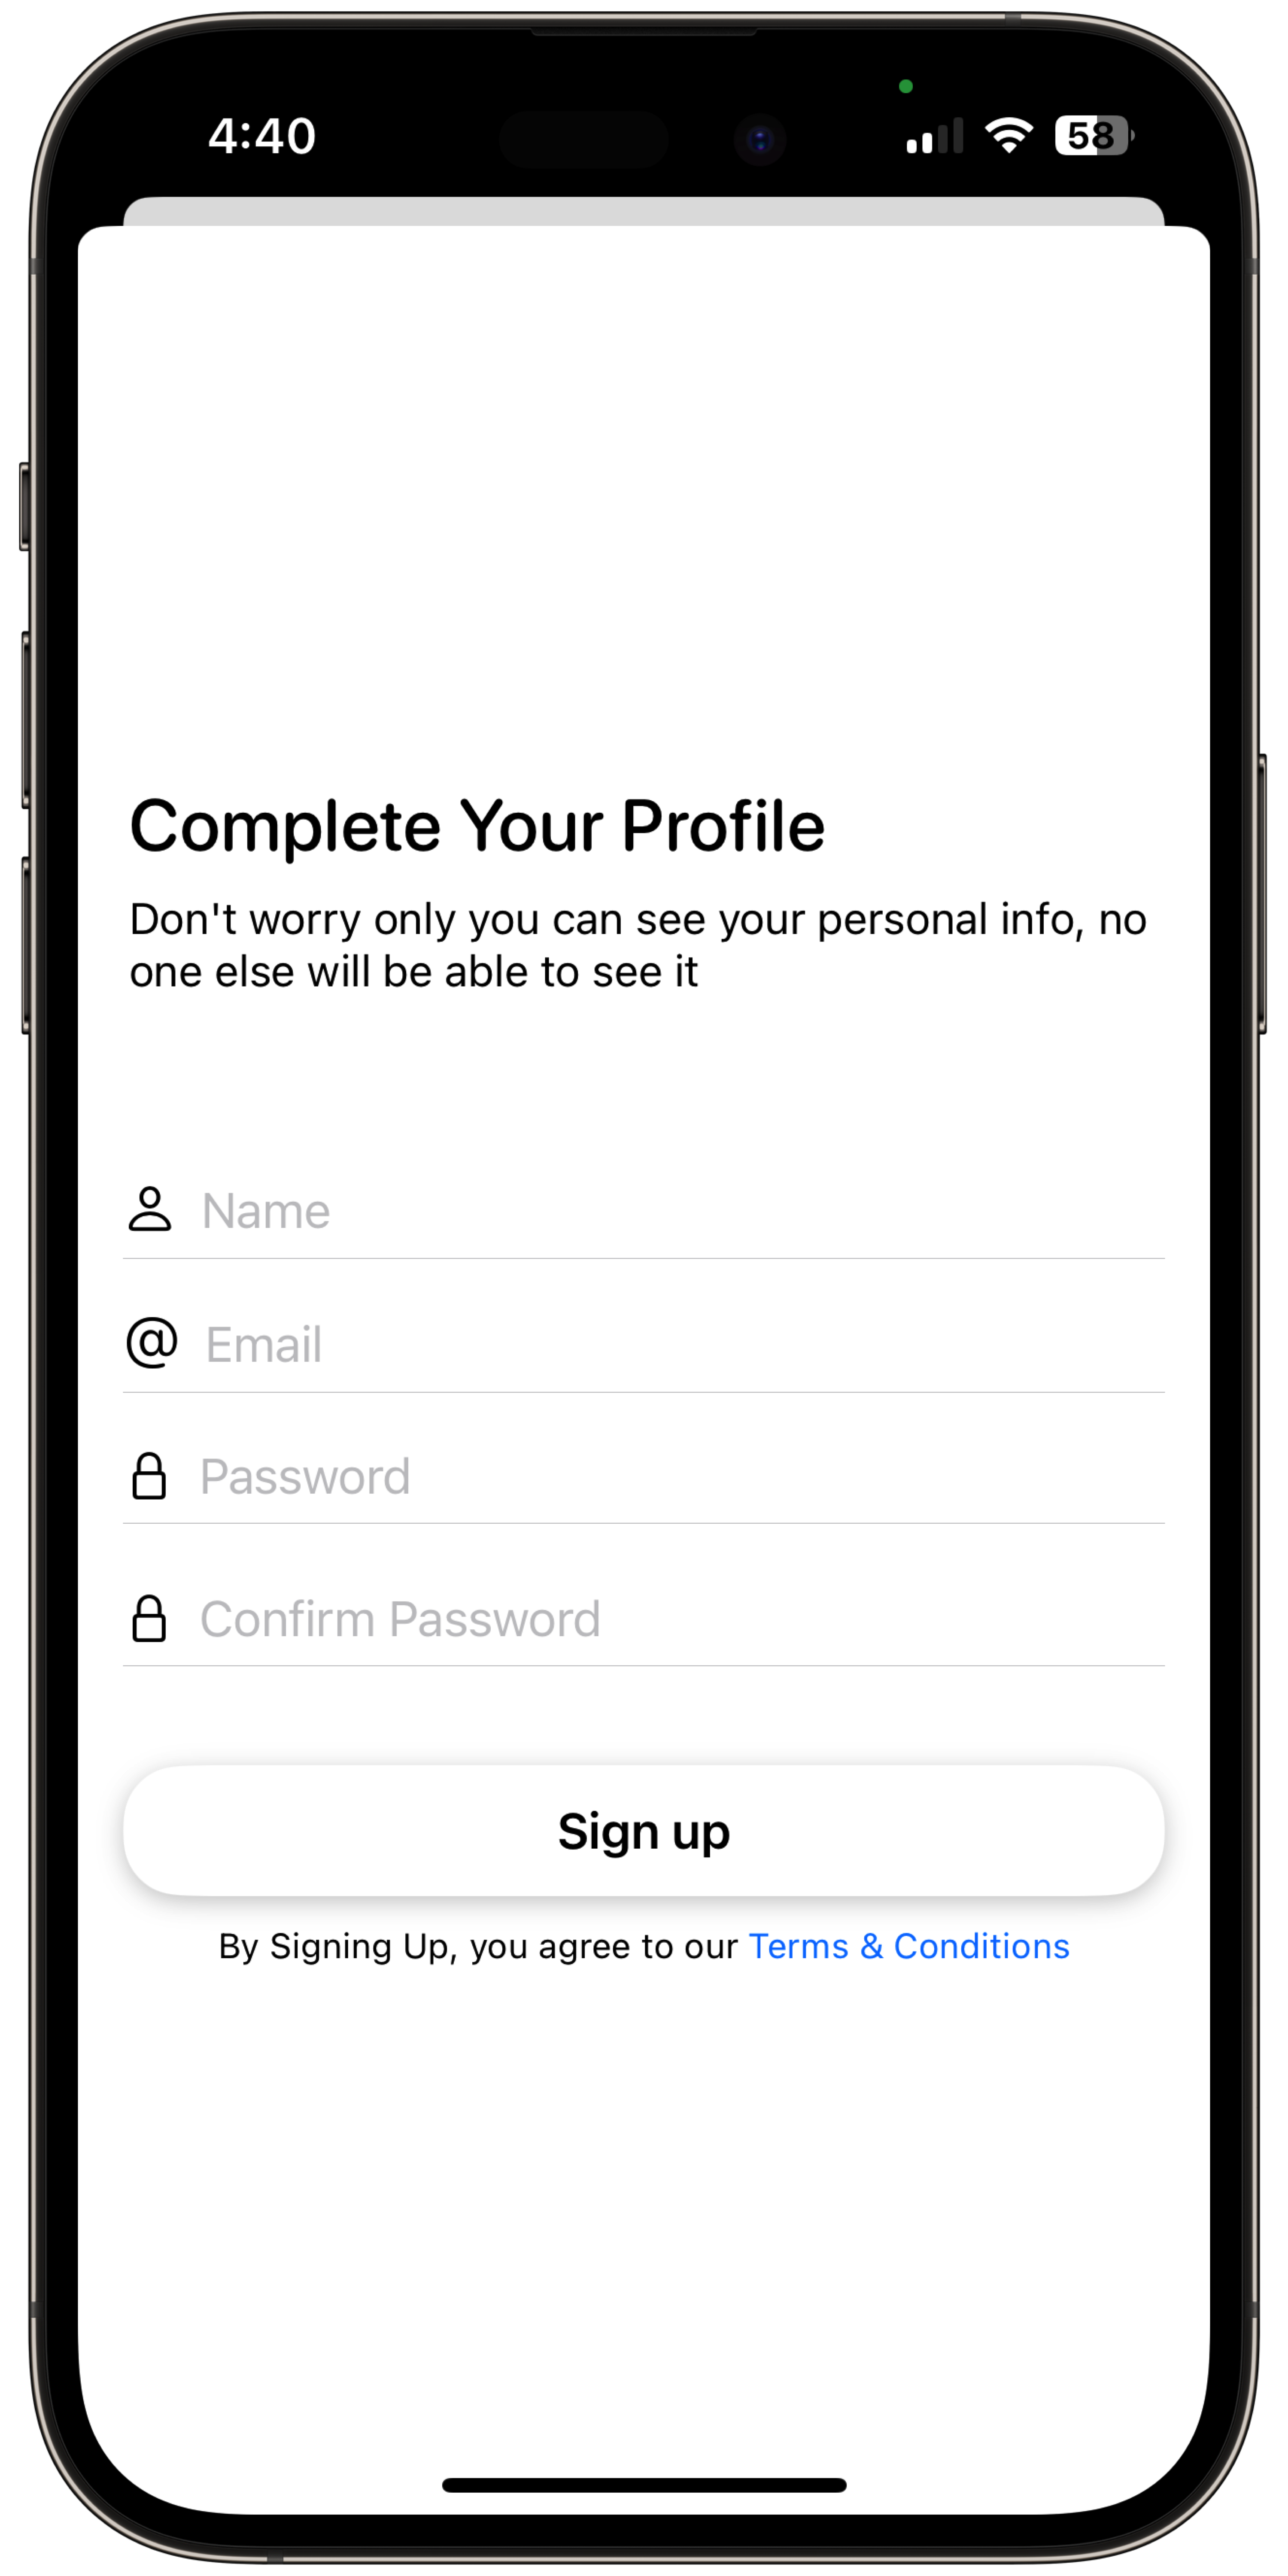 4:40
58
Complete Your Profile
Don't worry only you can see your personal info, no
one else will be able to see it
Name
@ Email
Password
Confirm Password
Sign up
By Signing Up, you agree to our Terms & Conditions